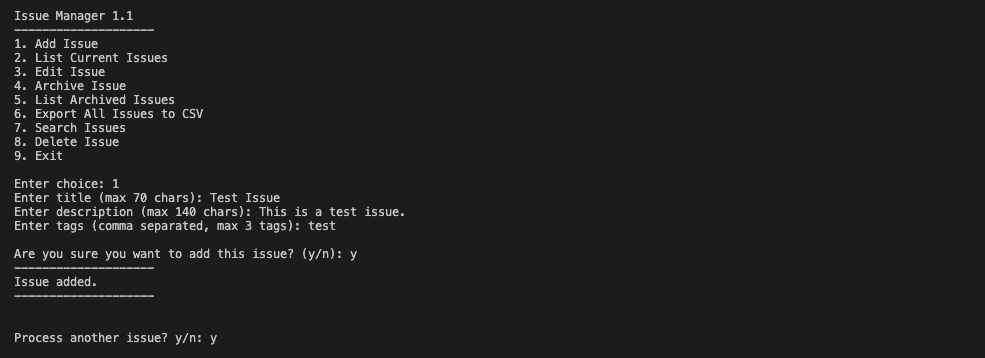 Issue Manager 1.1
--------------------
1. Add Issue
2. List Current Issues
3. Edit Issue
4. Archive Issue
5. List Archived Issues
6. Export All Issues to CSV
7. Search Issues
8. Delete Issue
9. Exit
Enter choice: 1
Enter title (max 70 chars): Test Issue
Enter description (max 140 chars): This is a test issue.
Enter tags (comma separated, max 3 tags): test
Are you sure you want to add this issue? (y/n): y
--------------------
Issue added.
--------------------
Process another issue? y/n: y